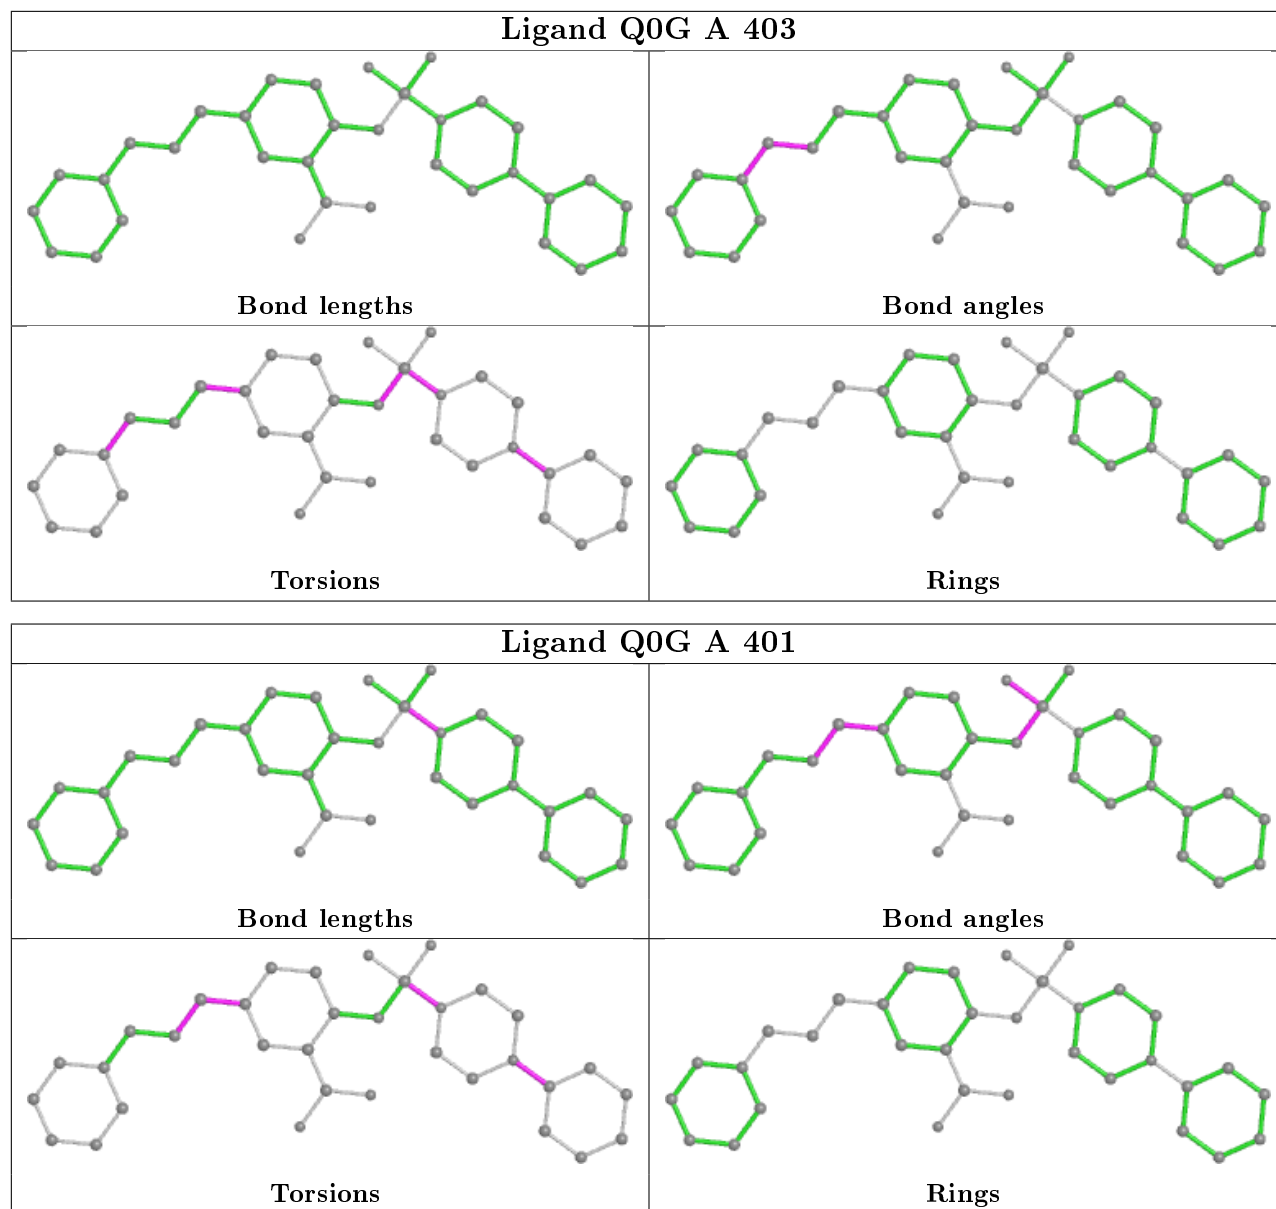 Ligand Q0G A 403
Bond lengths
Bond angles
Torsions
Rings
Ligand Q0G A 401
Bond lengths
Bond angles
Torsions
Rings